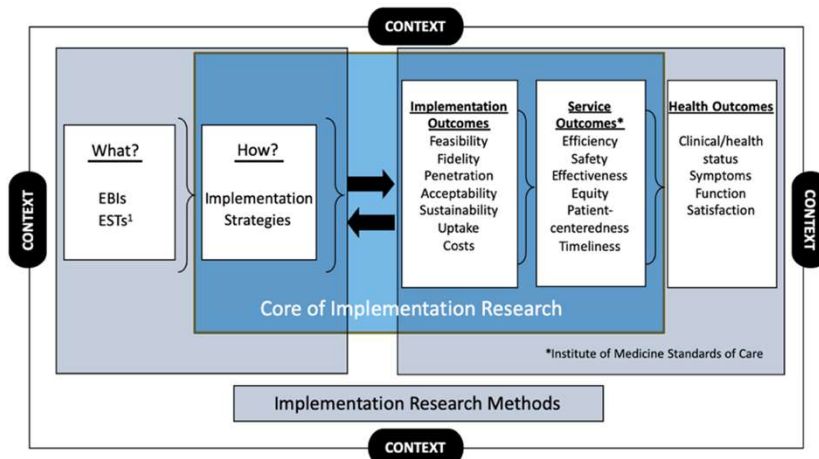 CONTEXT
What?
EBIs
ESTs¹
How?
Implementation
Strategies
Implementation
Outcomes
Feasibility
Fidelity
Penetration
Acceptability
Sustainability
Uptake
Costs
Service
Outcomes*
Efficiency
Safety
Effectiveness
Equity
Patient-
centeredness
Timeliness
Health Outcomes
Clinical/health
status
Symptoms
Function
Satisfaction
CONTEXT
CONTEXT
Core of Implementation Research
*Institute of Medicine Standards of Care
Implementation Research Methods
CONTEXT